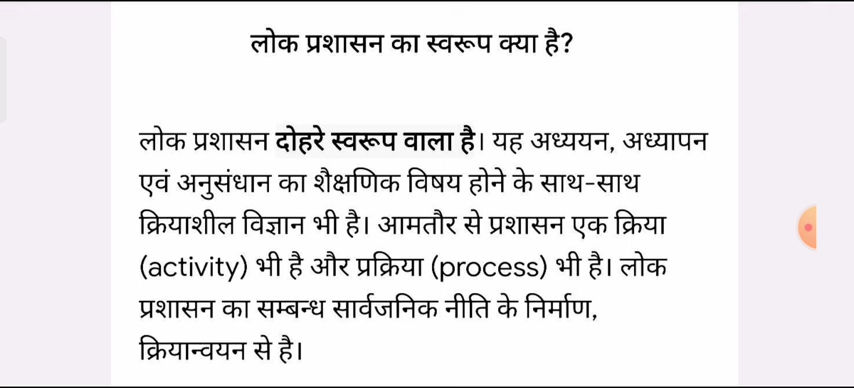 लोक प्रशासन का स्वरूप क्या है?
लोक प्रशासन दोहरे स्वरूप वाला है। यह अध्ययन, अध्यापन
एवं अनुसंधान का शैक्षणिक विषय होने के साथ-साथ
क्रियाशील विज्ञान भी है। आमतौर से प्रशासन एक क्रिया
(activity) भी है और प्रक्रिया (process) भी है। लोक
प्रशासन का सम्बन्ध सार्वजनिक नीति के निर्माण,
क्रियान्वयन से है।